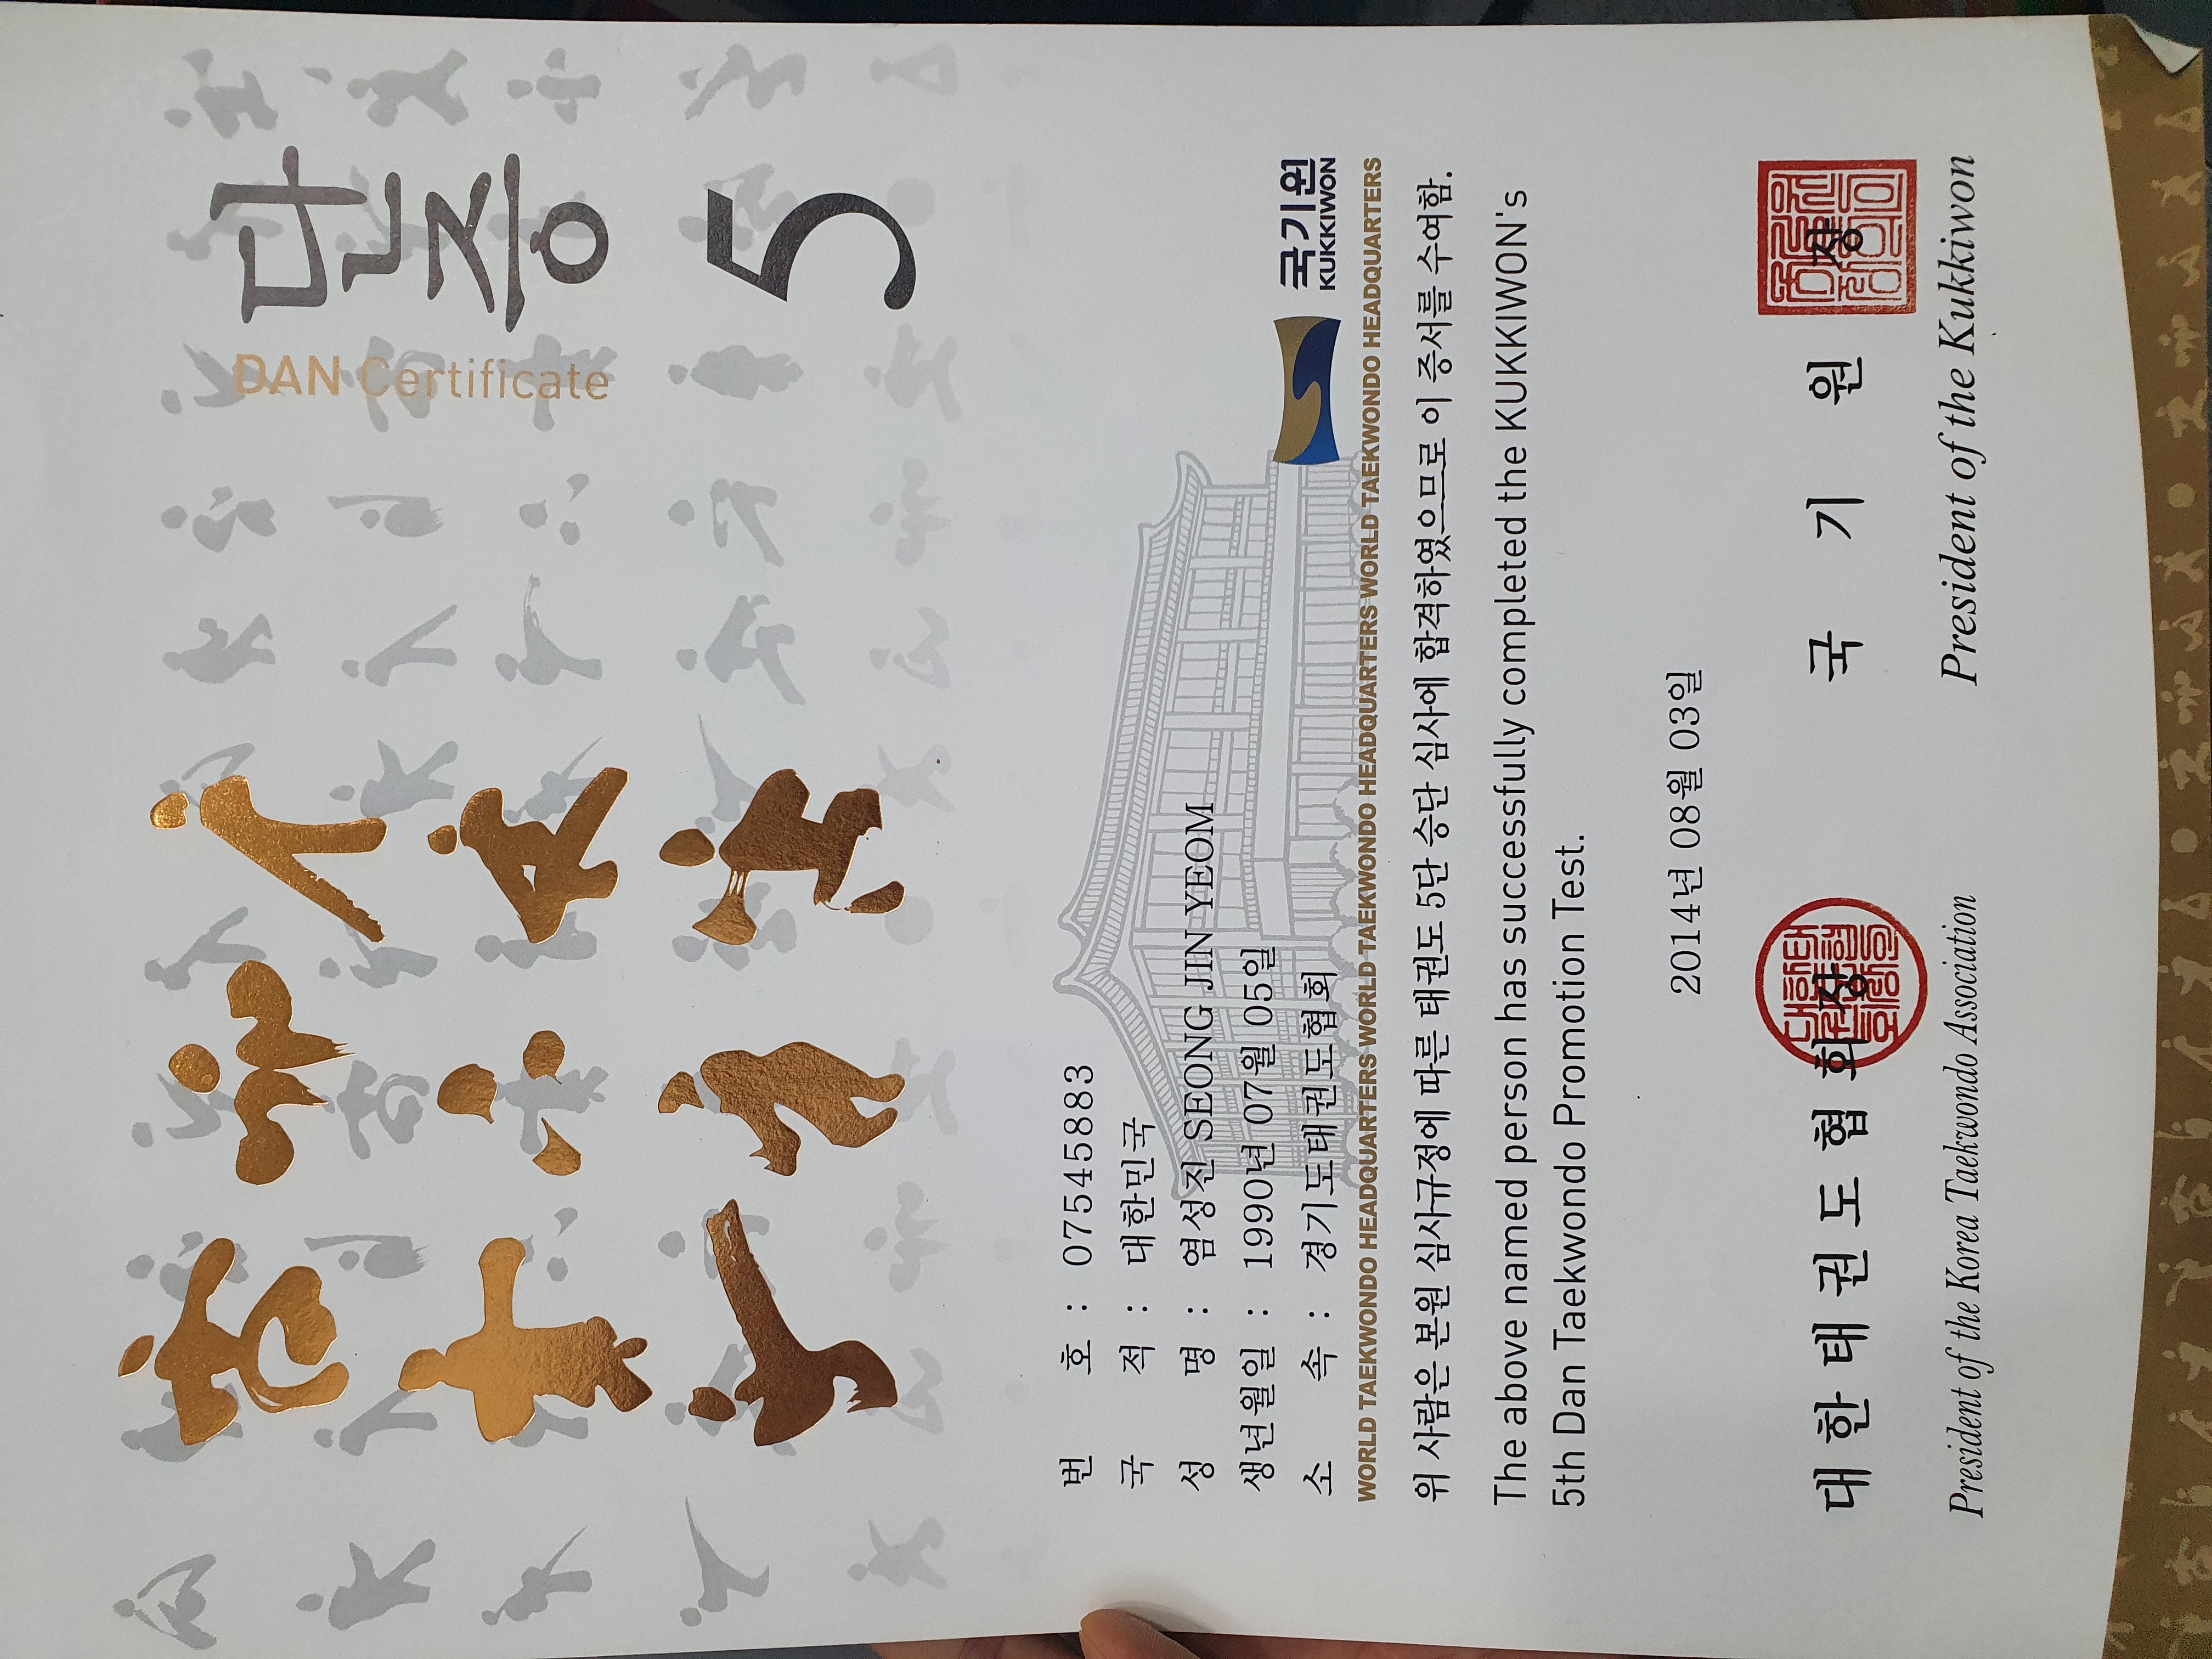 단증
DAN Certificate
5
번 호 : 07545883
국 적 : 대한민국
성 명 : 염성진 SEONG JIN YEOM
생년월일 : 1990년 07월 05일
소 속 : 경기도태권도협회
국기원
KUKKIWON
WORLD TAEKWONDO HEADQUARTERS WORLD TAEKWONDO HEADQUARTERS WORLD TAEKWONDO HEADQUARTERS WORLD TAEKWONDO HEADQUARTERS
위 사람은 본원 심사규정에 따른 태권도 5단 승단 심사에 합격하였으므로 이 증서를 수여함.
The above named person has successfully completed the KUKKIWON's
5th Dan Taekwondo Promotion Test.
2014년 08월 03일
대한태권도협회장
President of the Korea Taekwondo Association
국 기 원 장
President of the Kukkiwon